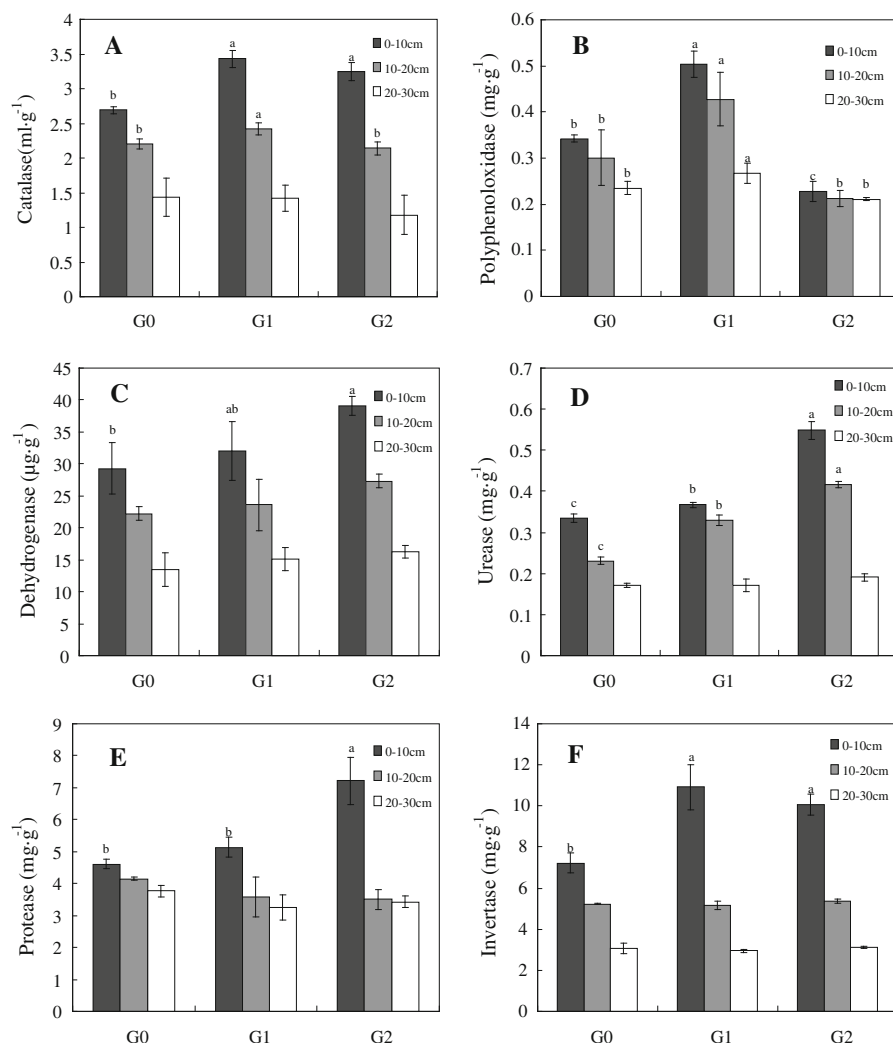 A
Catalase(ml·g⁻¹)
4
3.5
3
2.5
2
1.5
1
0.5
0
b
b
a
a
a
b
0-10cm
10-20cm
20-30cm
G0 G1 G2
B
Polyphenoloxidase (mg·g⁻¹)
0.6
0.5
0.4
0.3
0.2
0.1
0
b
b
b
a
a
a
c
b
b
0-10cm
10-20cm
20-30cm
G0 G1 G2
C
Dehydrogenase (µg·g⁻¹)
45
40
35
30
25
20
15
10
5
0
b
ab
a
0-10cm
10-20cm
20-30cm
G0 G1 G2
D
Urease (mg·g⁻¹)
0.7
0.6
0.5
0.4
0.3
0.2
0.1
0
c
c
b
b
a
a
0-10cm
10-20cm
20-30cm
G0 G1 G2
E
Protease (mg·g⁻¹)
9
8
7
6
5
4
3
2
1
0
b
b
a
0-10cm
10-20cm
20-30cm
G0 G1 G2
F
Invertase (mg·g⁻¹)
14
12
10
8
6
4
2
0
b
a
a
0-10cm
10-20cm
20-30cm
G0 G1 G2